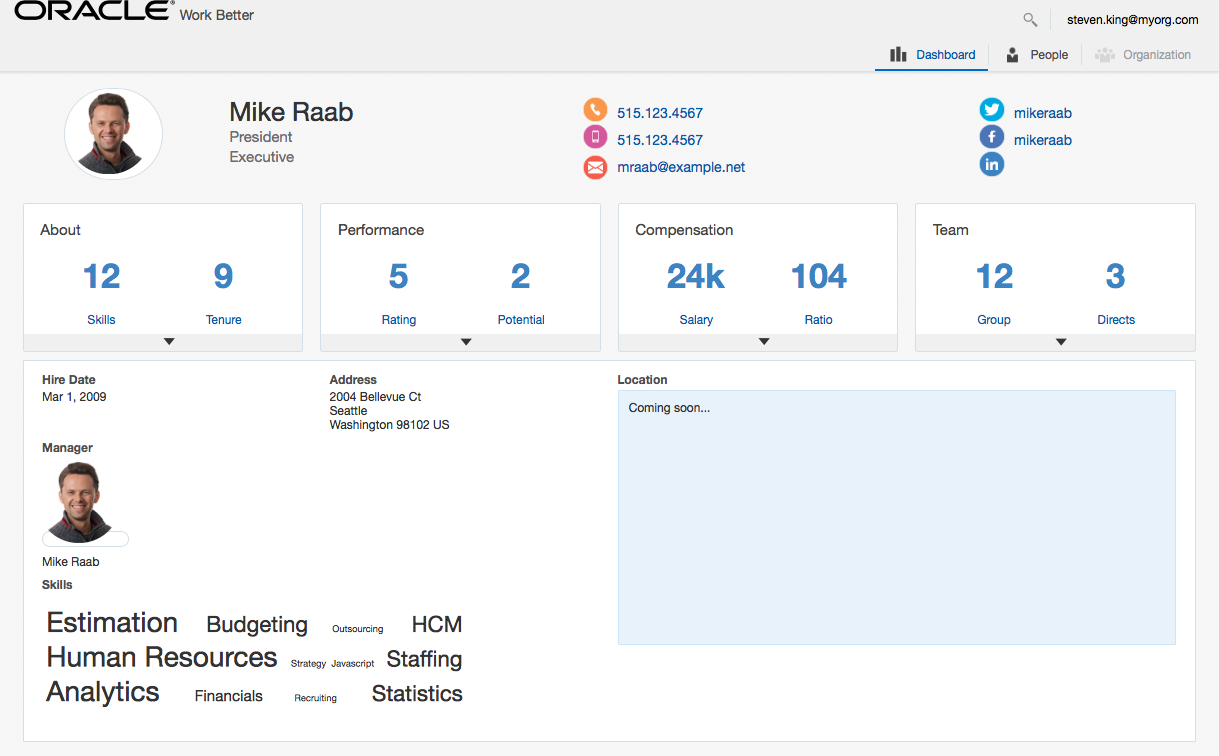 ORACLE® Work Better
steven.king@myorg.com
Dashboard People Organization
Mike Raab
President
Executive
515.123.4567
515.123.4567
mraab@example.net
mikeraab
mikeraab
About
12 9
Skills Tenure
Performance
5 2
Rating Potential
Compensation
24k 104
Salary Ratio
Team
12 3
Group Directs
Hire Date
Mar 1, 2009
Address
2004 Bellevue Ct
Seattle
Washington 98102 US
Location
Coming soon...
Manager
Mike Raab
Skills
Estimation Budgeting Outsourcing HCM
Human Resources Strategy Javascript Staffing
Analytics Financials Recruiting Statistics